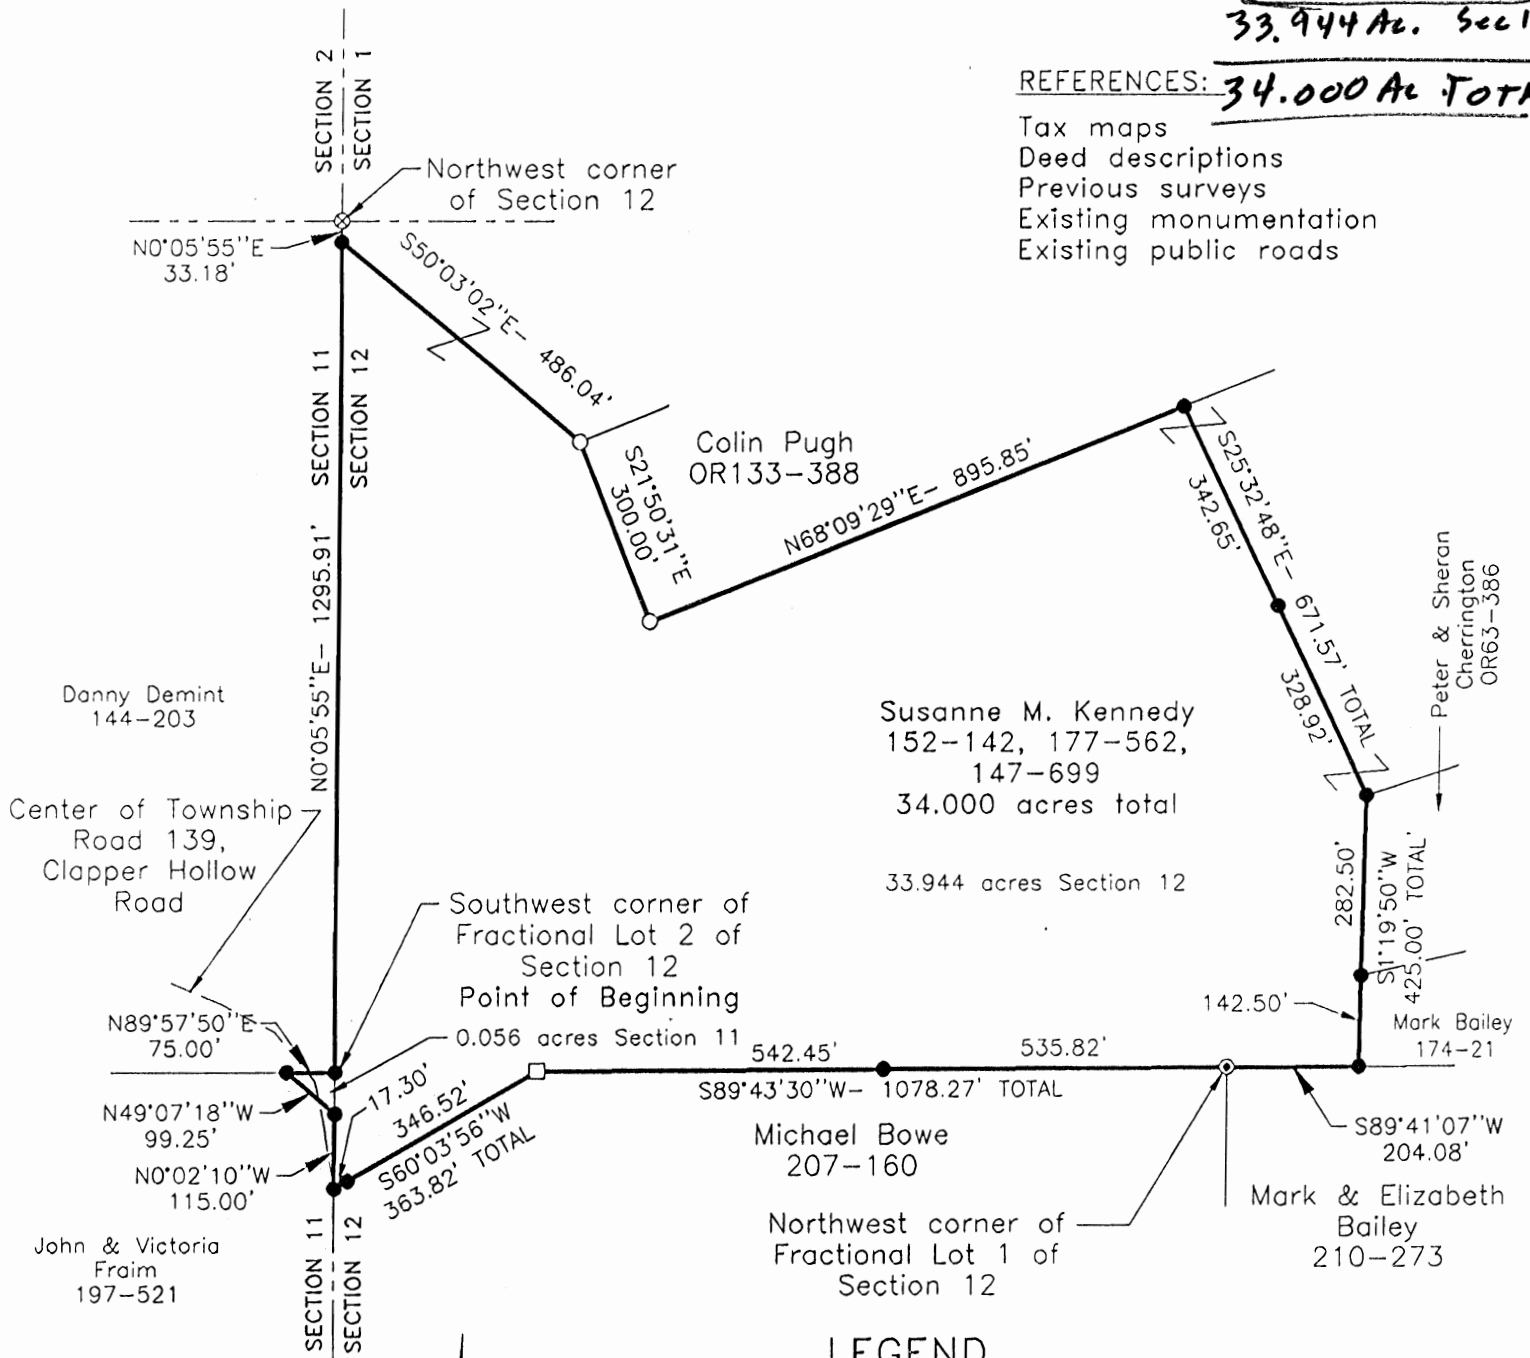 33.944 Ac. Sec 1
REFERENCES:
34.000 Ac TOTA
Tax maps
Deed descriptions
Previous surveys
Existing monumentation
Existing public roads
SECTION 2
SECTION 1
Northwest corner
of Section 12
N0°05'55"E
33.18'
S50°03'02"E- 486.04'
SECTION 11
SECTION 12
Colin Pugh
OR133-388
S21°50'31"E
300.00'
N68°09'29"E- 895.85'
S25°32'48"E- 671.57' TOTAL
342.65'
328.92'
Peter & Sheran
Cherrington
OR63-386
N0°05'55"E- 1295.91'
Danny Demint
144-203
Susanne M. Kennedy
152-142, 177-562,
147-699
34.000 acres total
33.944 acres Section 12
Center of Township
Road 139,
Clapper Hollow
Road
282.50'
S1°19'50"W
425.00' TOTAL'
142.50'
Mark Bailey
174-21
Southwest corner of
Fractional Lot 2 of
Section 12
Point of Beginning
0.056 acres Section 11
N89°57'50"E
75.00'
N49°07'18"W
99.25'
N0°02'10"W
115.00'
17.30'
346.52'
S60°03'56"W
363.82' TOTAL
542.45'
535.82'
S89°43'30"W- 1078.27' TOTAL
Michael Bowe
207-160
S89°41'07"W
204.08'
Mark & Elizabeth
Bailey
210-273
Northwest corner of
Fractional Lot 1 of
Section 12
John & Victoria
Fraim
197-521
SECTION 11
SECTION 12
LEGEND